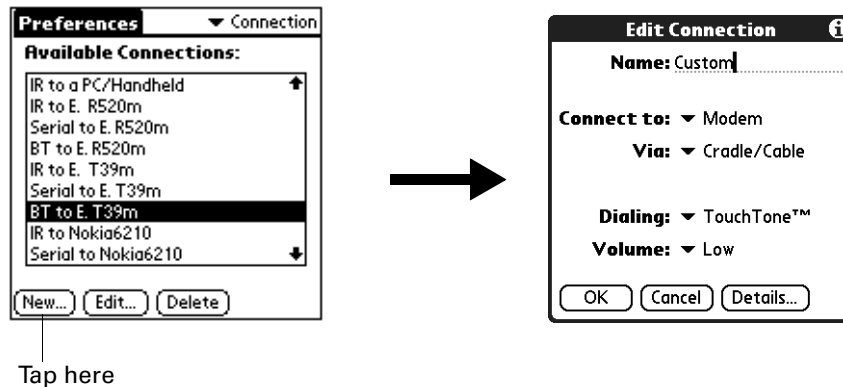 Preferences ▼ Connection
Available Connections:
IR to a PC/Handheld
IR to E. R520m
Serial to E. R520m
BT to E. R520m
IR to E. T39m
Serial to E. T39m
BT to E. T39m
IR to Nokia6210
Serial to Nokia6210
New... Edit... Delete
Tap here
Edit Connection i
Name: Custom
Connect to: ▼ Modem
Via: ▼ Cradle/Cable
Dialing: ▼ TouchTone™
Volume: ▼ Low
OK Cancel Details...